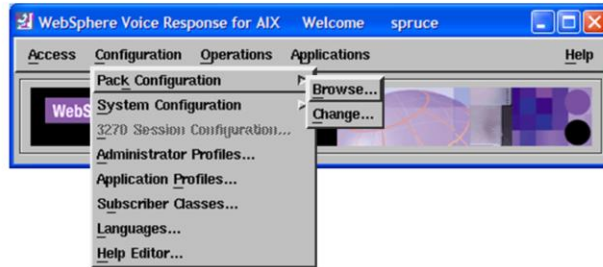 WebSphere Voice Response for AIX Welcome spruce
Access Configuration Operations Applications Help
Pack Configuration
Browse...
WebS
System Configuration
Change...
3270 Session Configuration...
Administrator Profiles...
Application Profiles...
Subscriber Classes...
Languages...
Help Editor...